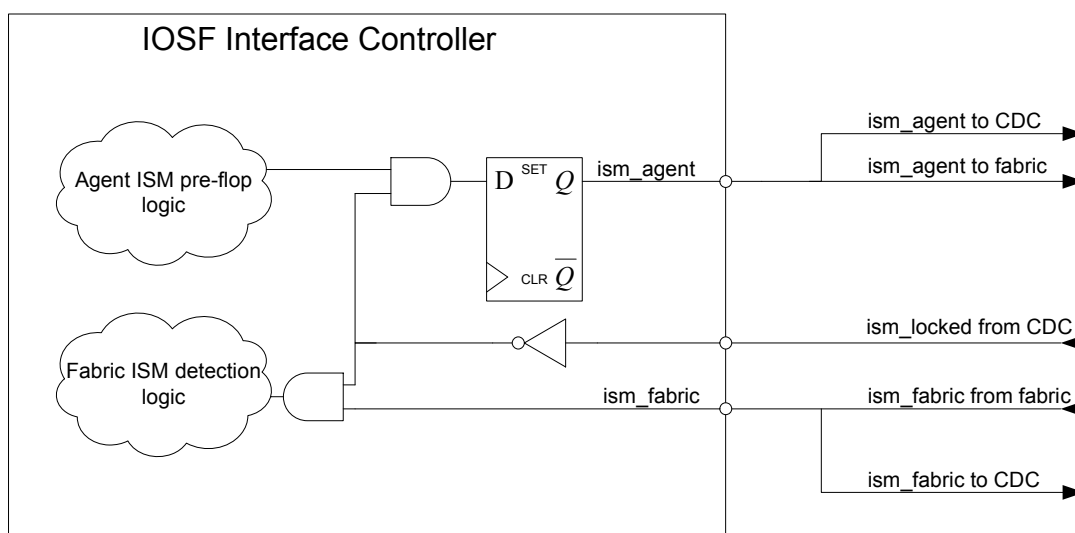 IOSF Interface Controller
ism_agent to CDC
Agent ISM pre-flop
logic
D SET Q
ism_agent
ism_agent to fabric
CLR Q̅
ism_locked from CDC
Fabric ISM detection
logic
ism_fabric
ism_fabric from fabric
ism_fabric to CDC